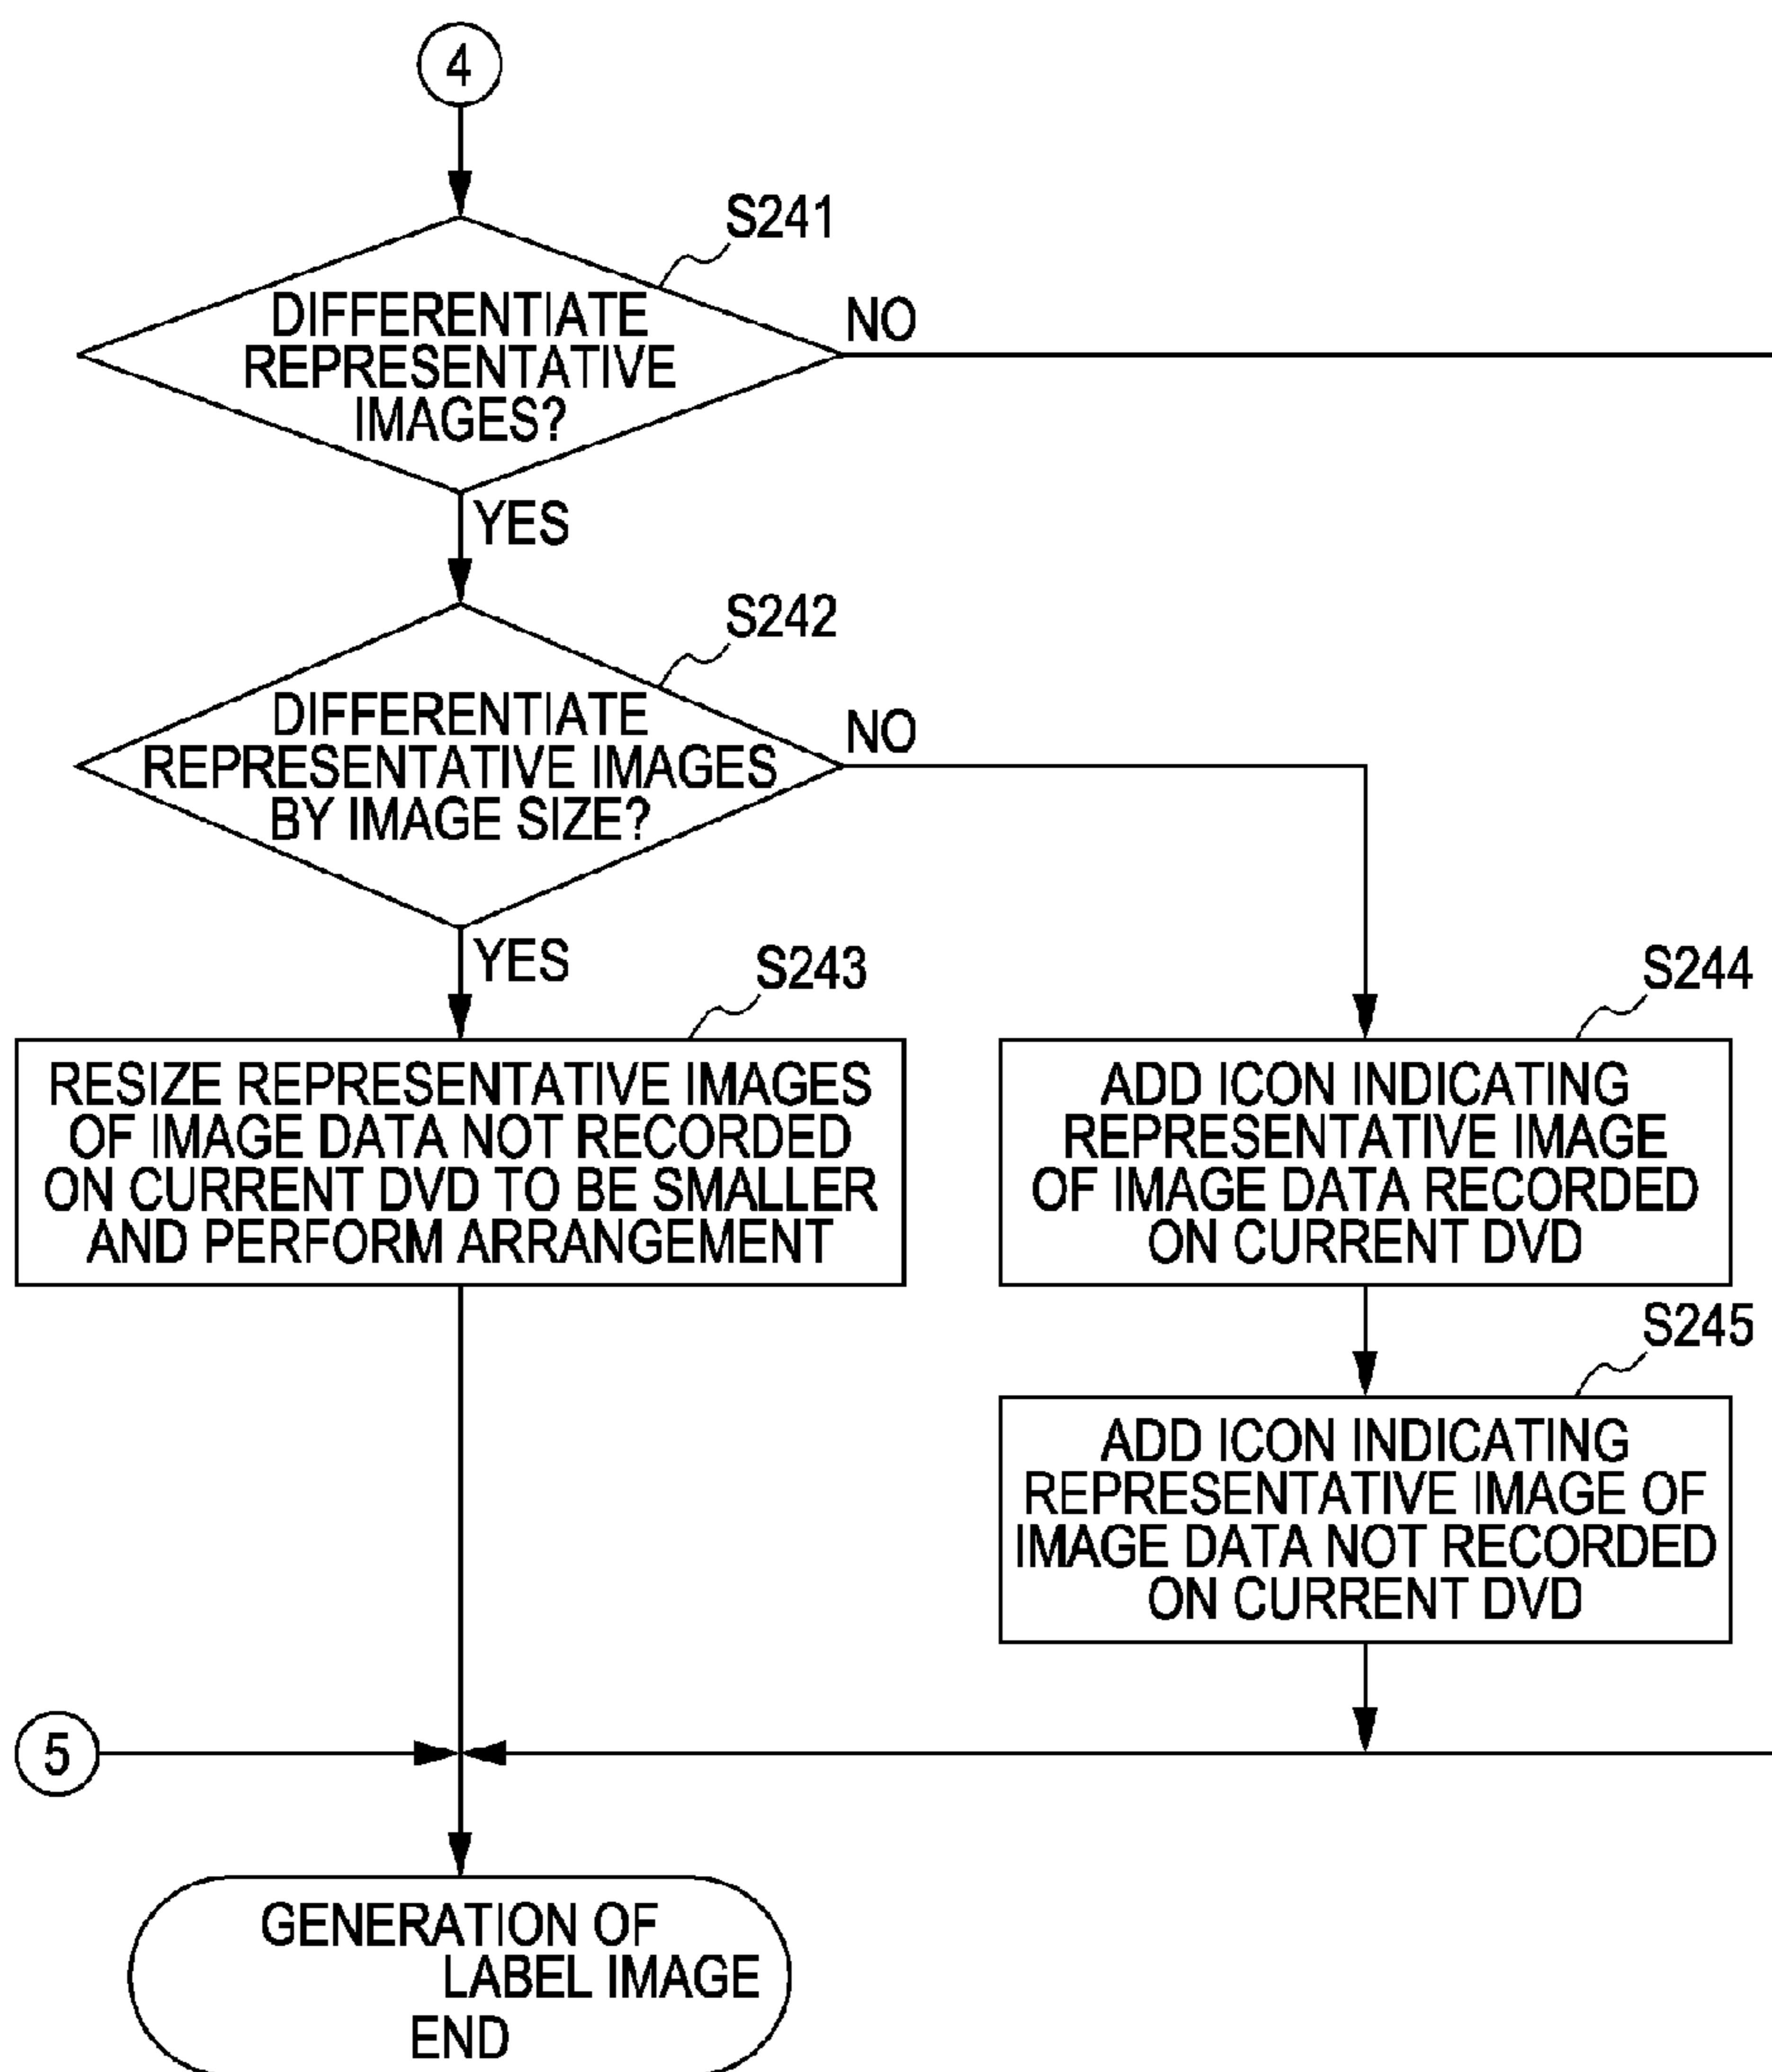 4
S241
DIFFERENTIATE
REPRESENTATIVE
IMAGES?
NO
YES
S242
DIFFERENTIATE
REPRESENTATIVE IMAGES
BY IMAGE SIZE?
NO
YES
S243
RESIZE REPRESENTATIVE IMAGES
OF IMAGE DATA NOT RECORDED
ON CURRENT DVD TO BE SMALLER
AND PERFORM ARRANGEMENT
S244
ADD ICON INDICATING
REPRESENTATIVE IMAGE
OF IMAGE DATA RECORDED
ON CURRENT DVD
S245
ADD ICON INDICATING
REPRESENTATIVE IMAGE OF
IMAGE DATA NOT RECORDED
ON CURRENT DVD
5
GENERATION OF
LABEL IMAGE
END